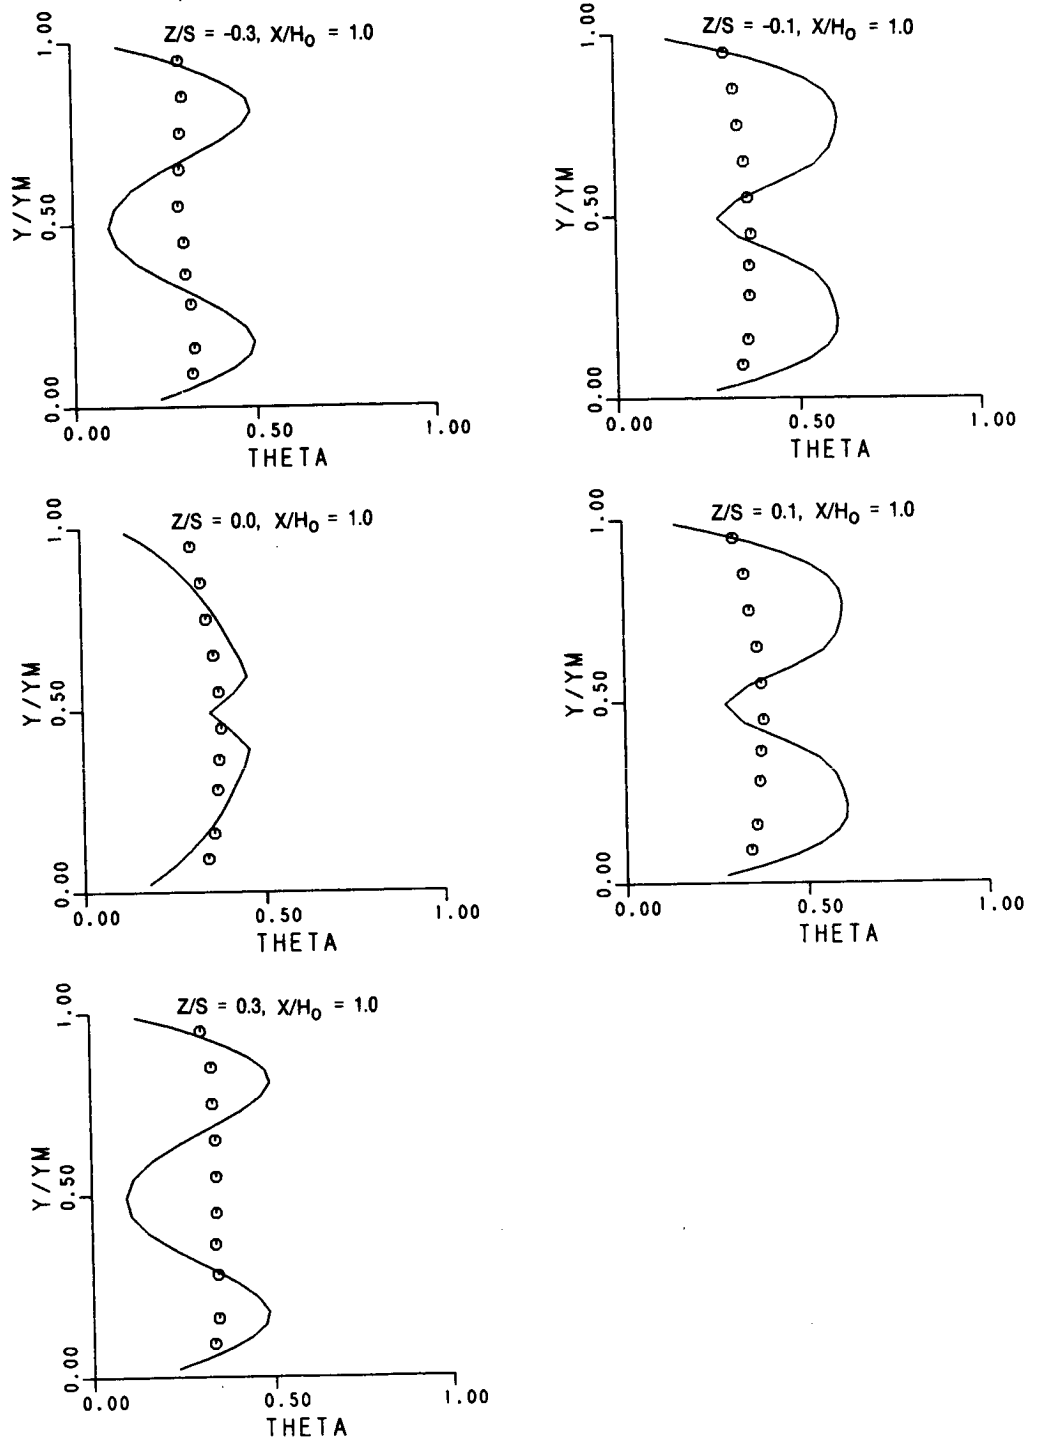 Z/S = -0.3, X/H₀ = 1.0
1.00
0.50
0.00
Y/YM
0.00 0.50 1.00
THETA
Z/S = -0.1, X/H₀ = 1.0
1.00
0.50
0.00
Y/YM
0.00 0.50 1.00
THETA
Z/S = 0.0, X/H₀ = 1.0
1.00
0.50
0.00
Y/YM
0.00 0.50 1.00
THETA
Z/S = 0.1, X/H₀ = 1.0
1.00
0.50
0.00
Y/YM
0.00 0.50 1.00
THETA
Z/S = 0.3, X/H₀ = 1.0
1.00
0.50
0.00
Y/YM
0.00 0.50 1.00
THETA